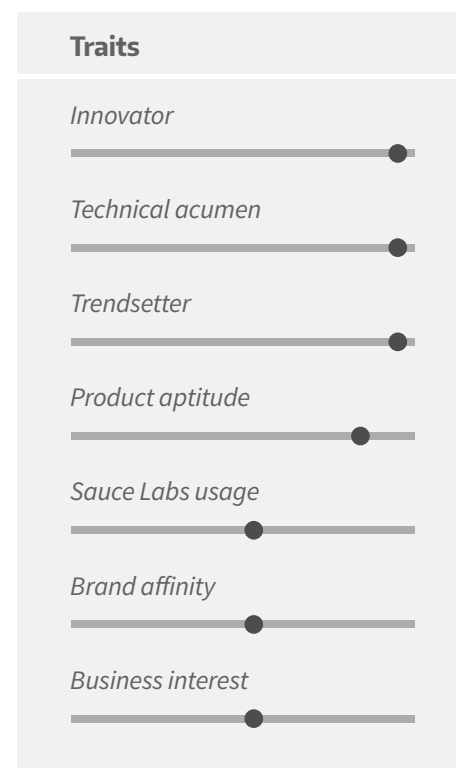 Traits
Innovator
Technical acumen
Trendsetter
Product aptitude
Sauce Labs usage
Brand affinity
Business interest